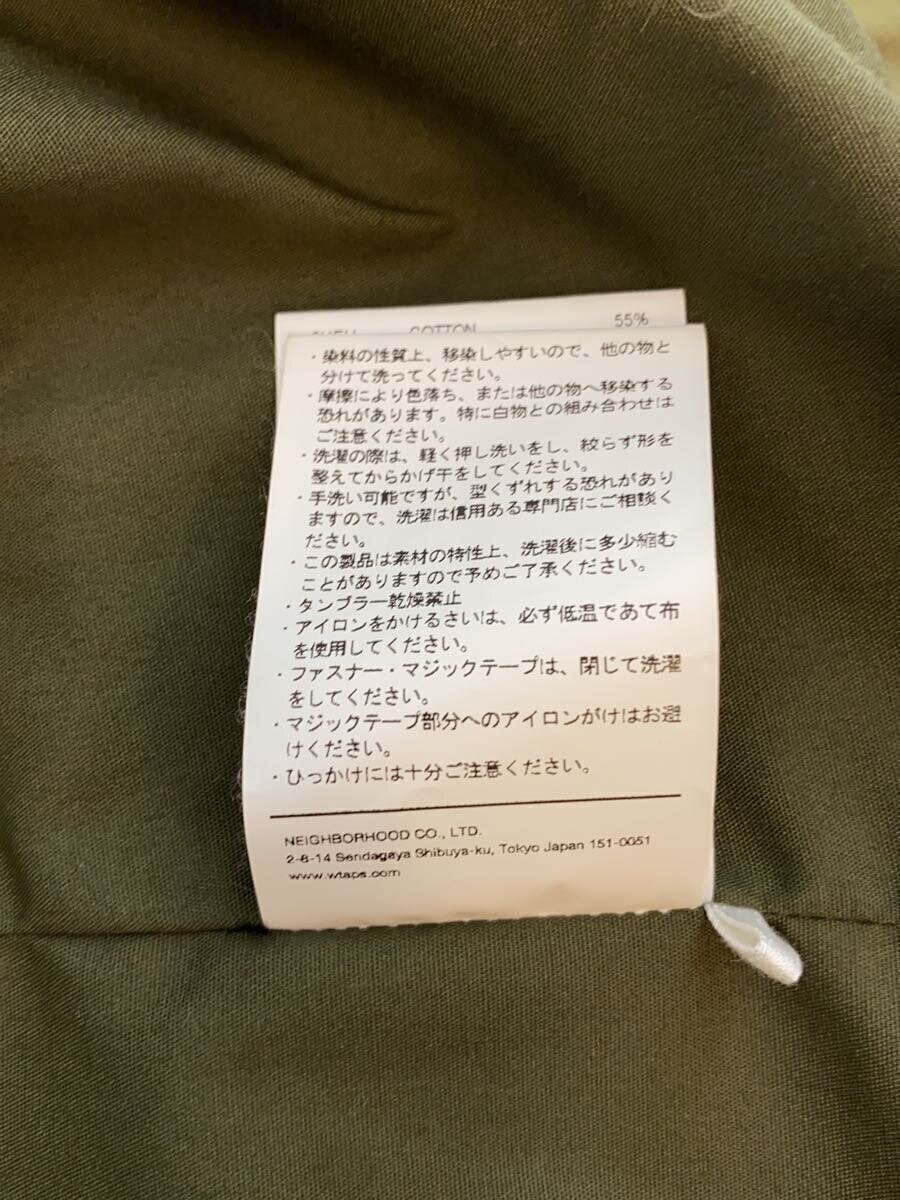 COTTON 55%
・染料の性質上、移染しやすいので、他の物と
分けて洗ってください。
・摩擦により色落ち、または他の物へ移染する
恐れがあります。特に白物との組み合わせは
ご注意ください。
・洗濯の際は、軽く押し洗いをし、絞らず形を
整えてからかげ干をしてください。
・手洗い可能ですが、型くずれする恐れがあり
ますので、洗濯は信用ある専門店にご相談く
ださい。
・この製品は素材の特性上、洗濯後に多少縮む
ことがありますので予めご了承ください。
・タンブラー乾燥禁止
・アイロンをかけるさいは、必ず低温であて布
を使用してください。
・ファスナー・マジックテープは、閉じて洗濯
をしてください。
・マジックテープ部分へのアイロンがけはお避
けください。
・ひっかけには十分ご注意ください。
NEIGHBORHOOD CO., LTD.
2-8-14 Sendagaya Shibuya-ku, Tokyo Japan 151-0051
www.wtaps.com